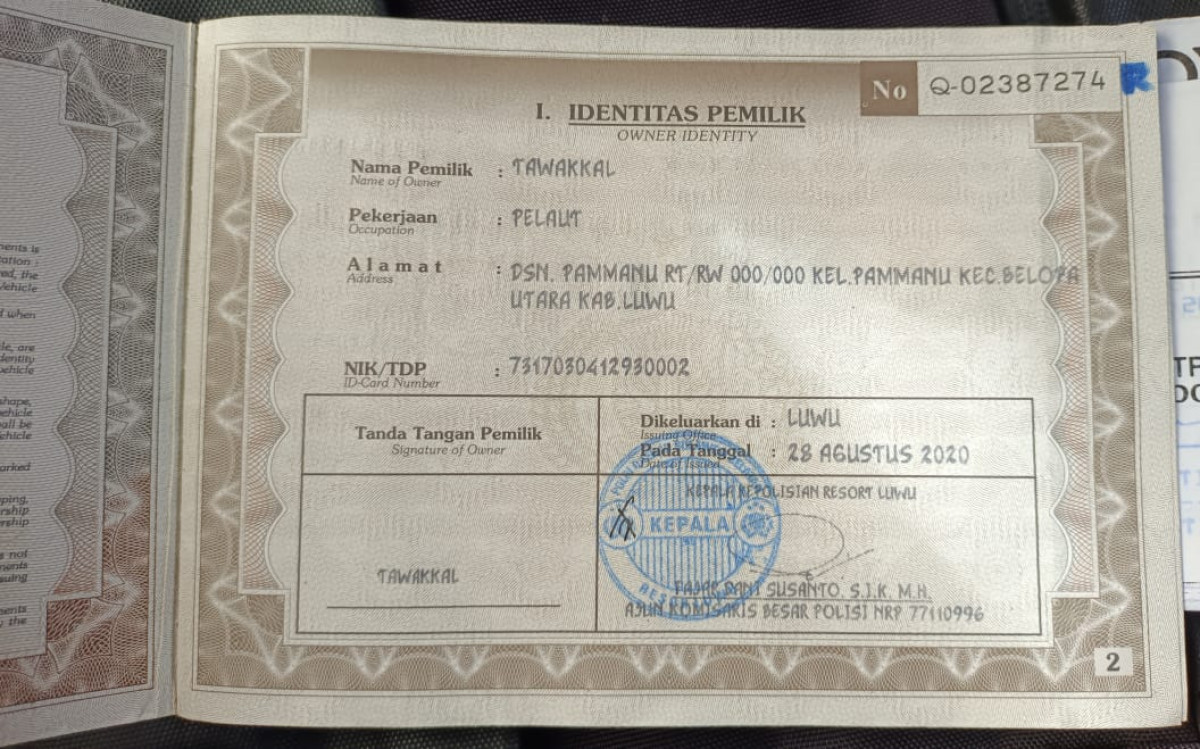 No Q-02387274
I. IDENTITAS PEMILIK
OWNER IDENTITY
Nama Pemilik : TAWAKKAL
Name of Owner
Pekerjaan : PELAUT
Occupation
Alamat : DSN. PAMMANU RT/RW 000/000 KEL.PAMMANU KEC.BELOPA
Address
UTARA KAB.LUWU
NIK/TDP : 7317030412930002
ID-Card Number
Tanda Tangan Pemilik
Signature of Owner
TAWAKKAL
Dikeluarkan di : LUWU
Issuing Office
Pada Tanggal : 28 AGUSTUS 2020
Date of Issued
KEPALA KEPOLISIAN RESORT LUWU
KEPALA
FAJAR DANI SUSANTO. S.I.K. M.H.
AJUN KOMISARIS BESAR POLISI NRP 77110996
2